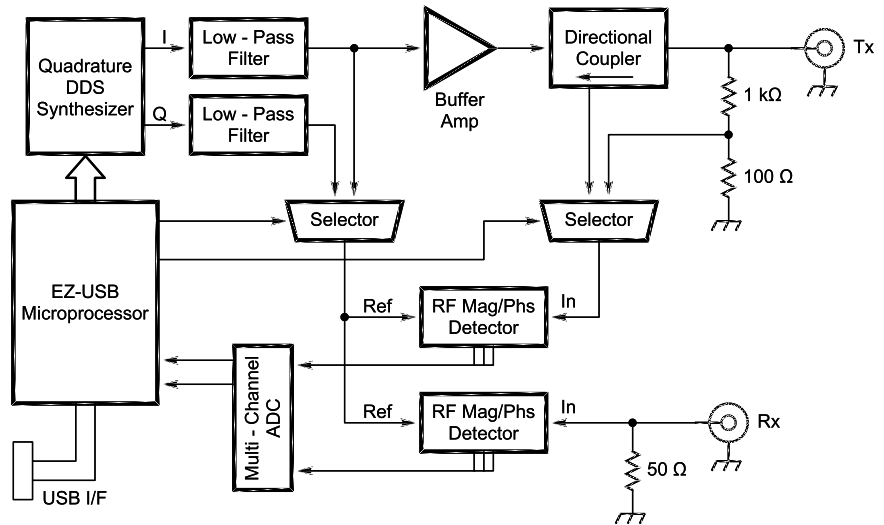 Quadrature
DDS
Synthesizer
I
Low - Pass
Filter
Q
Low - Pass
Filter
Buffer
Amp
Directional
Coupler
Tx
1 kΩ
100 Ω
Selector
Selector
EZ-USB
Microprocessor
Ref
RF Mag/Phs
Detector
In
Multi - Channel
ADC
Ref
RF Mag/Phs
Detector
In
Rx
50 Ω
USB I/F